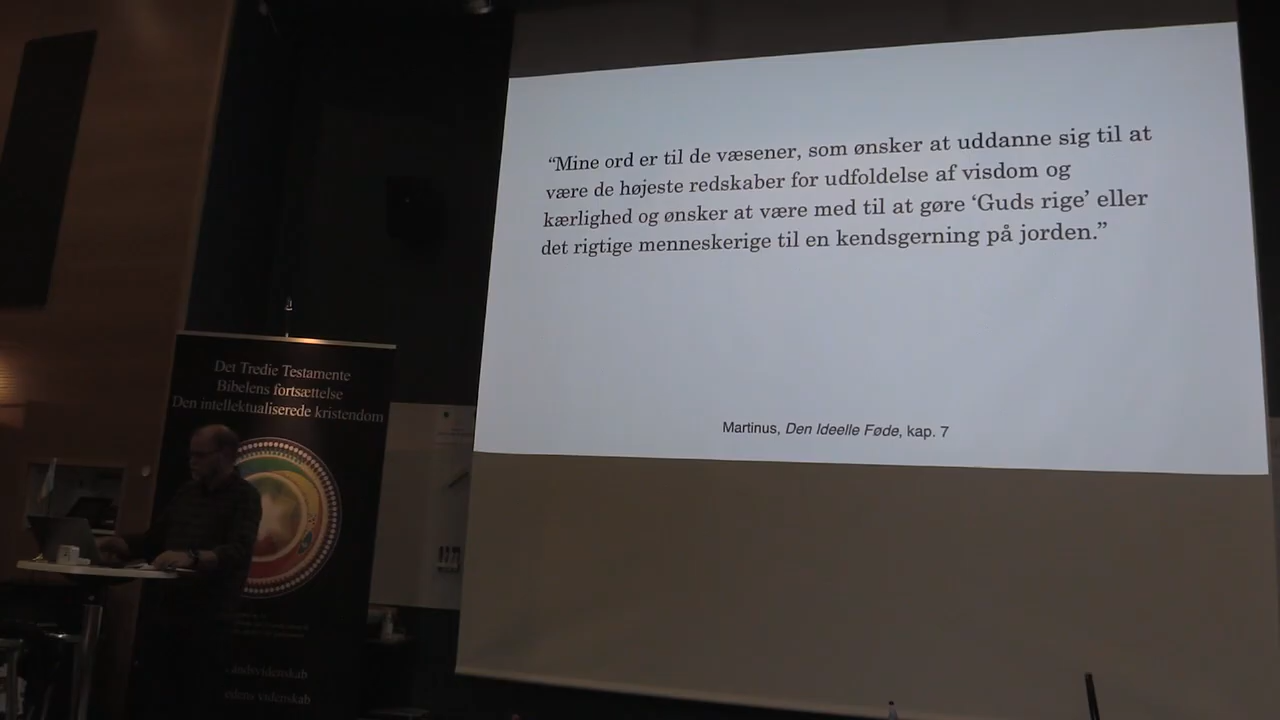 “Mine ord er til de væsener, som ønsker at uddanne sig til at
være de højeste redskaber for udfoldelse af visdom og
kærlighed og ønsker at være med til at gøre ‘Guds rige’ eller
det rigtige menneskerige til en kendsgerning på jorden.”
Martinus, Den Ideelle Føde, kap. 7
Det Tredie Testamente
Bibelens fortsættelse
Den intellektualiserede kristendom
åndsvidenskab
videnskab